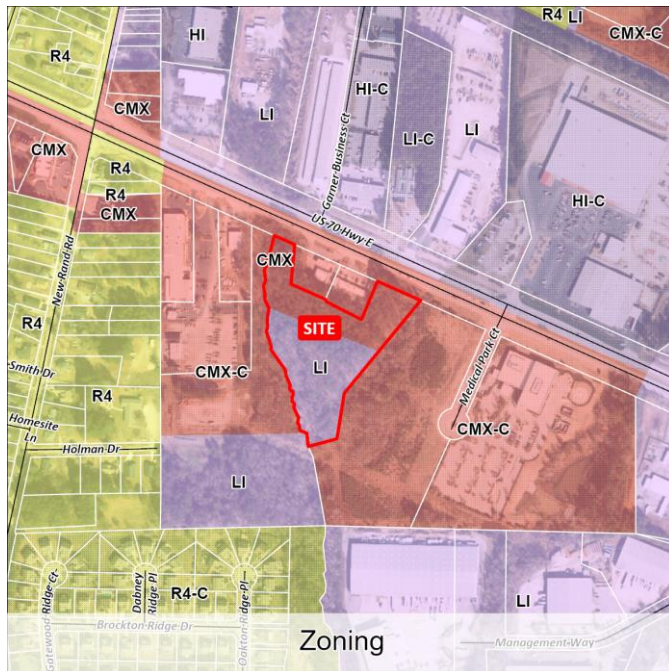 R4
LI
CMX-C
HI
R4
CMX
LI
HI-C
LI-C
LI
HI-C
Garner Business Ct
US 70 Hwy E
CMX
R4
R4
CMX
New Rand Rd
CMX
SITE
LI
R4
Smith Dr
CMX-C
R4
Medical Park Ct
CMX-C
Homesite
Ln
Holman Dr
LI
R4-C
Gatewood Ridge Ct
Dabney
Ridge Pl
Oakton Ridge Pl
Brockton Ridge Dr
LI
Management Way
Zoning